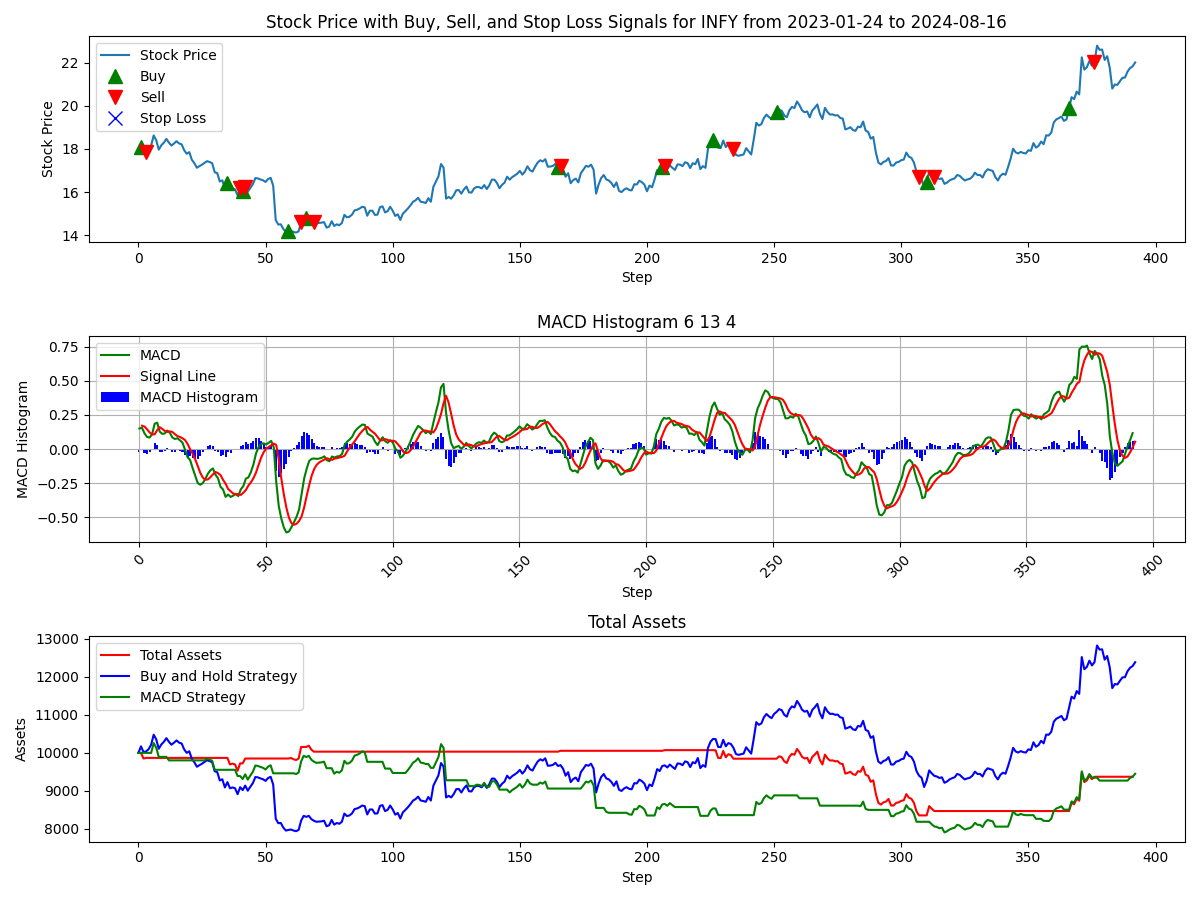 Stock Price with Buy, Sell, and Stop Loss Signals for INFY from 2023-01-24 to 2024-08-16
Stock Price
Buy
Sell
Stop Loss
Stock Price
22
20
18
16
14
0 50 100 150 200 250 300 350 400
Step
MACD Histogram 6 13 4
MACD
Signal Line
MACD Histogram
MACD Histogram
0.75
0.50
0.25
0.00
−0.25
−0.50
0 50 100 150 200 250 300 350 400
Step
Total Assets
Total Assets
Buy and Hold Strategy
MACD Strategy
Assets
13000
12000
11000
10000
9000
8000
0 50 100 150 200 250 300 350 400
Step